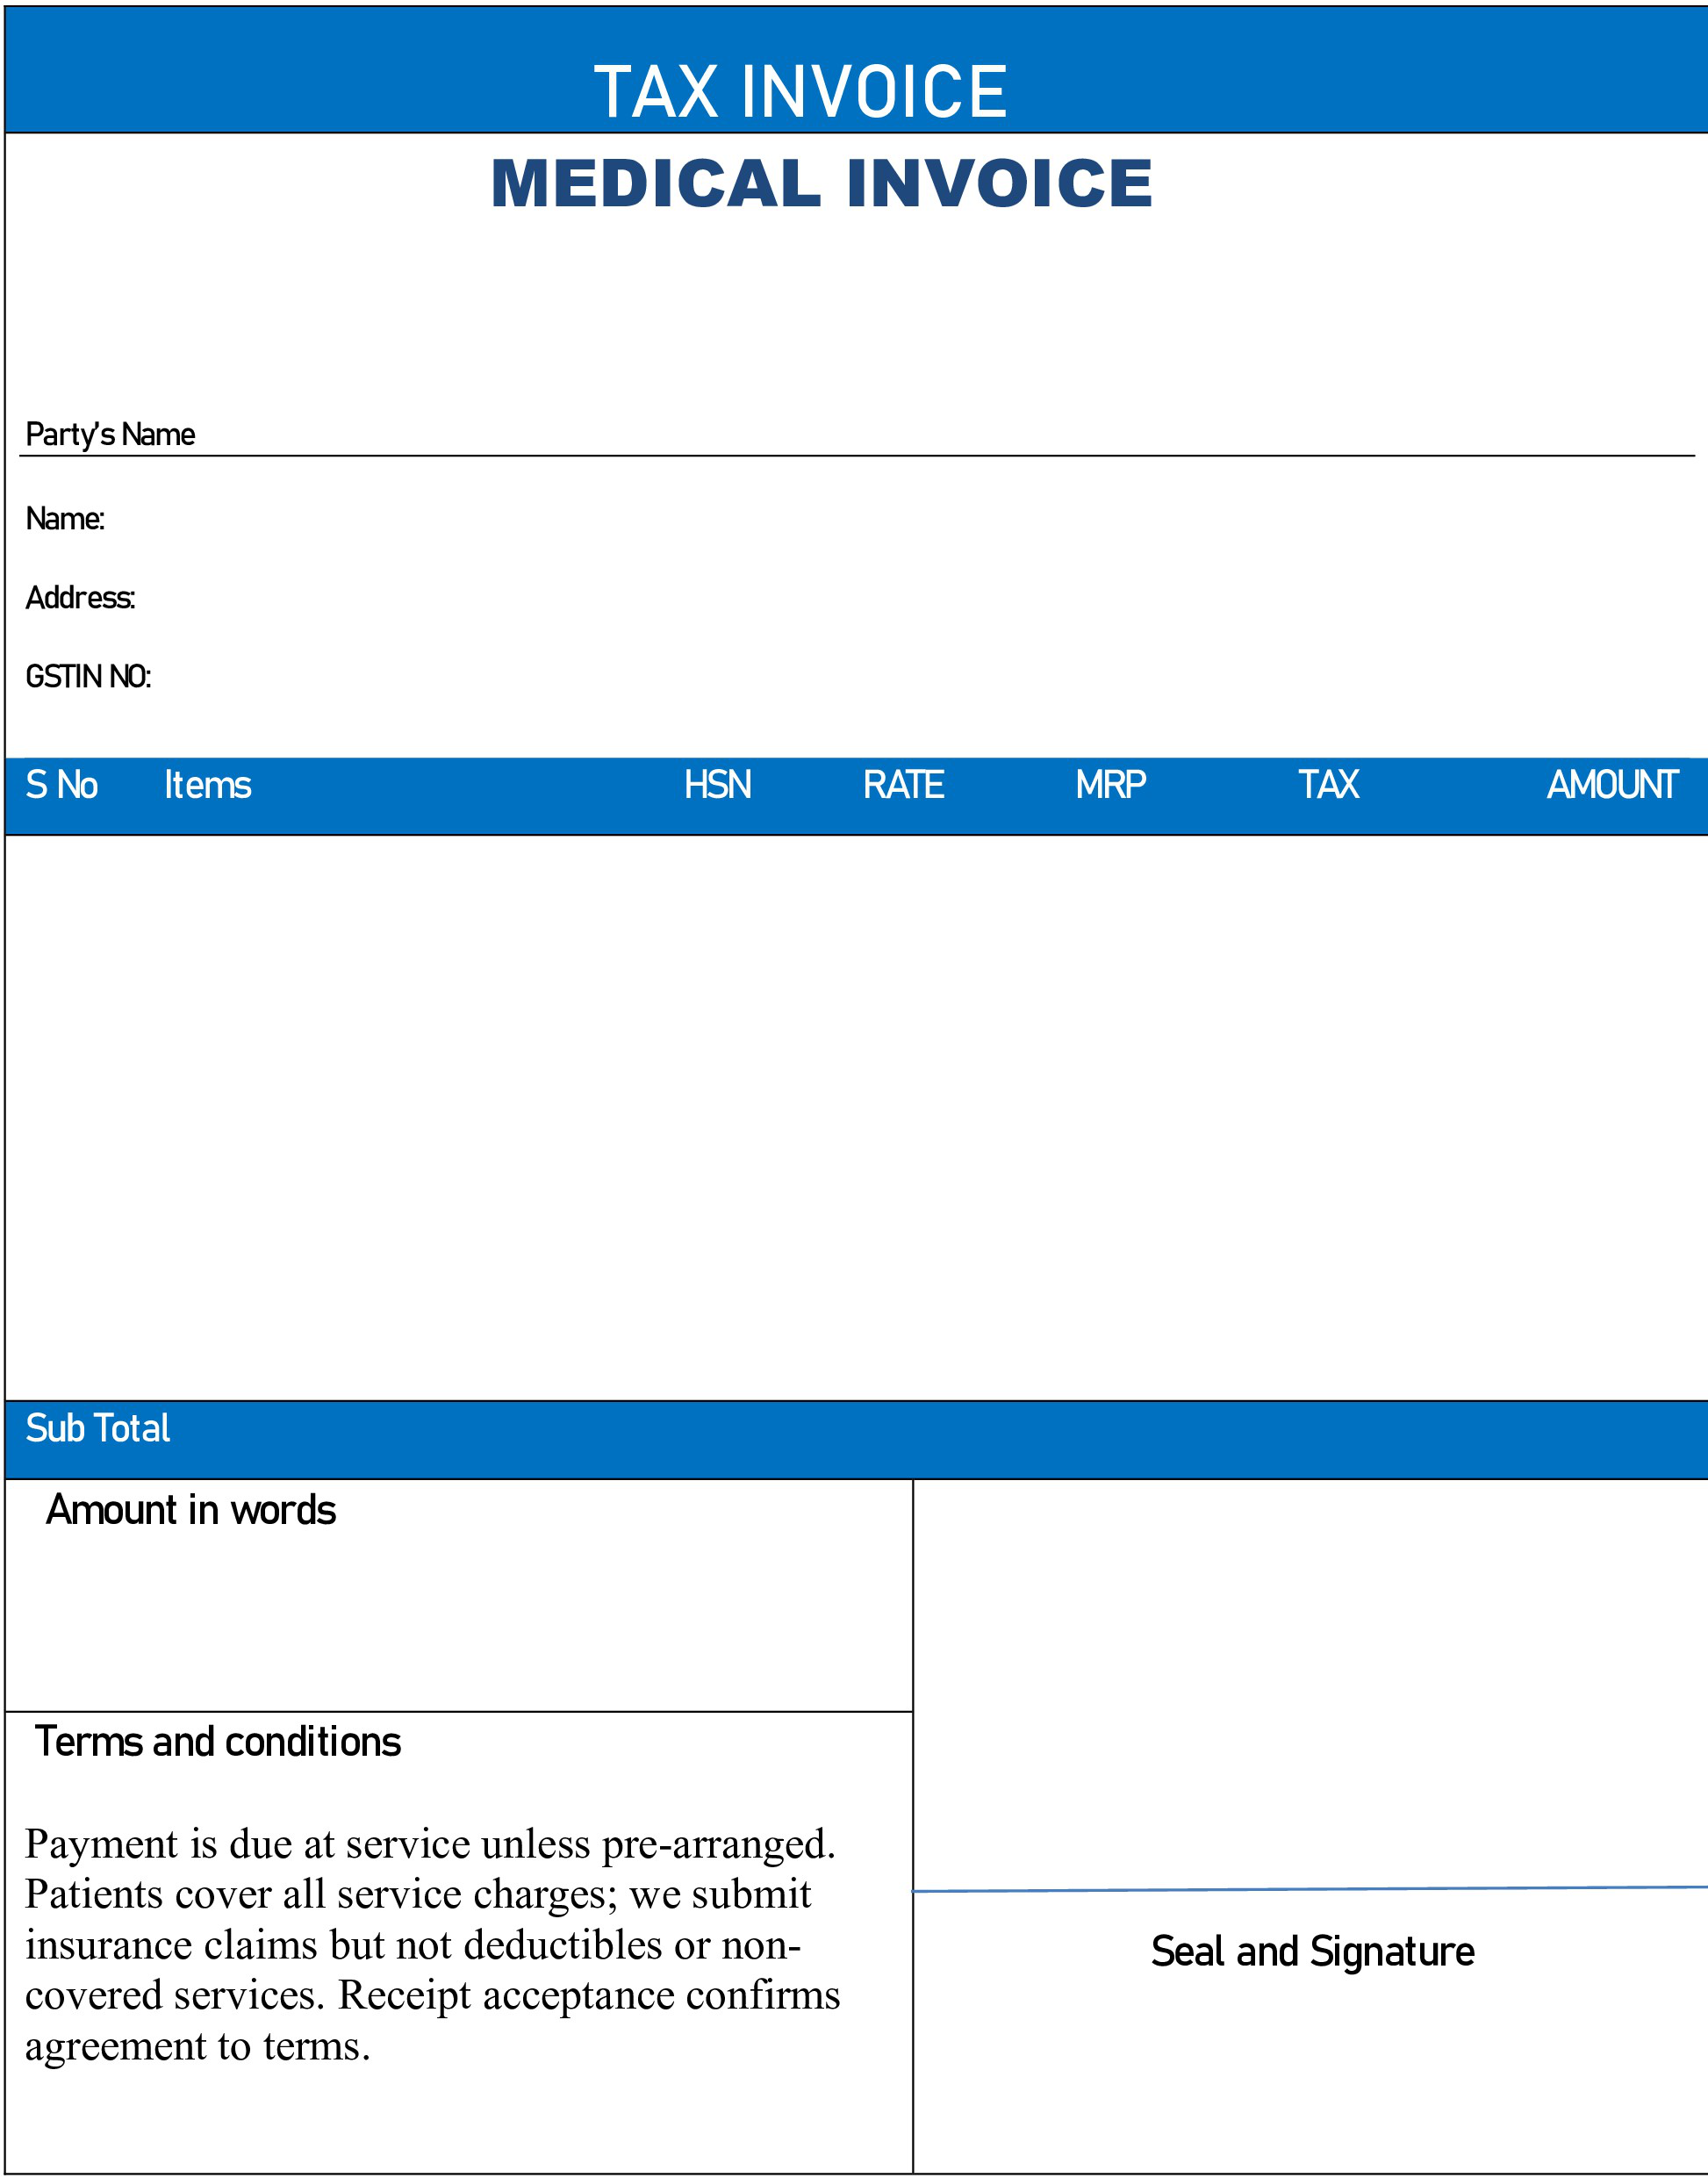 TAX INVOICE
MEDICAL INVOICE
Party's Name
Name:
Address:
GSTIN NO:
S No Items HSN RATE MRP TAX AMOUNT
Sub Total
Amount in words
Terms and conditions
Payment is due at service unless pre-arranged.
Patients cover all service charges; we submit
insurance claims but not deductibles or non-
covered services. Receipt acceptance confirms
agreement to terms.
Seal and Signature